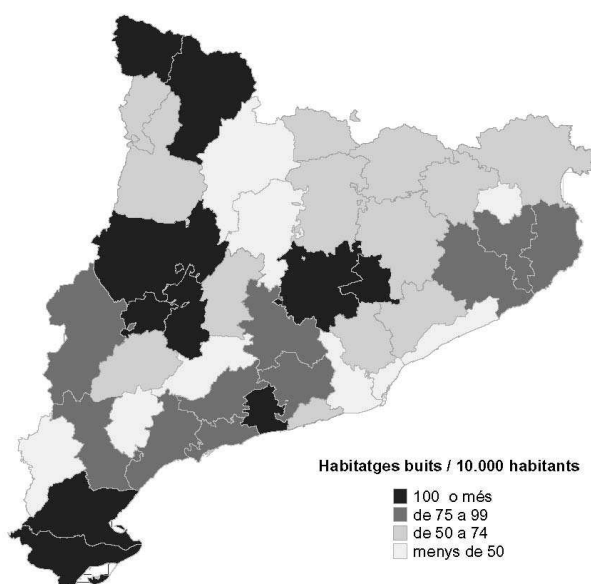 Habitatges buits / 10.000 habitants
100 o més
de 75 a 99
de 50 a 74
menys de 50